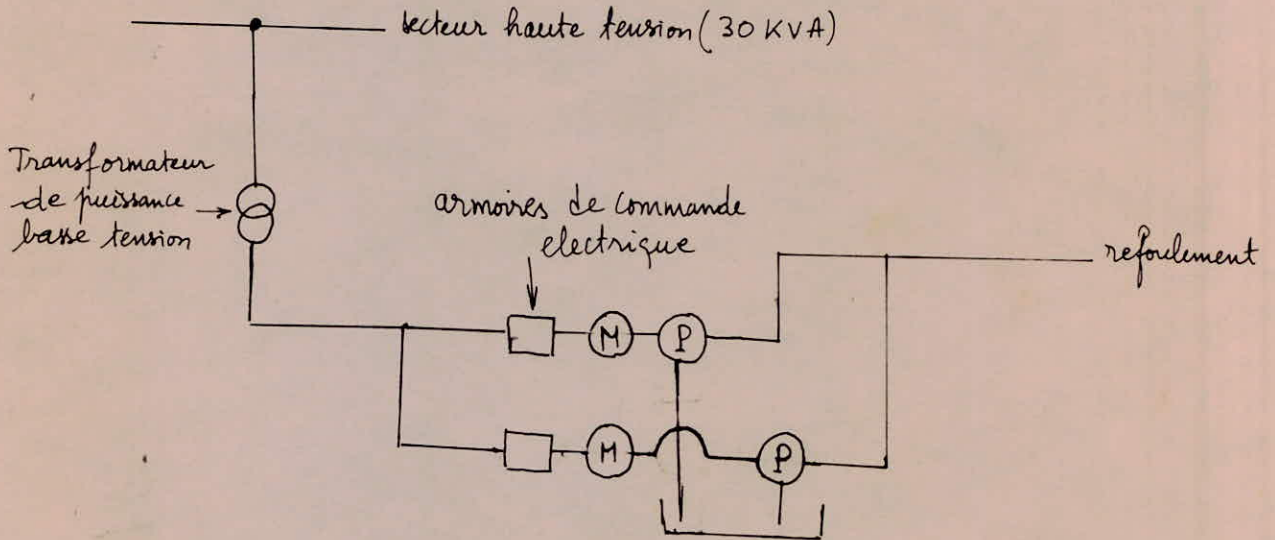 secteur haute tension (30 KVA)
Transformateur
de puissance
basse tension
armoires de commande
electrique
refoulement
M
P
M
P